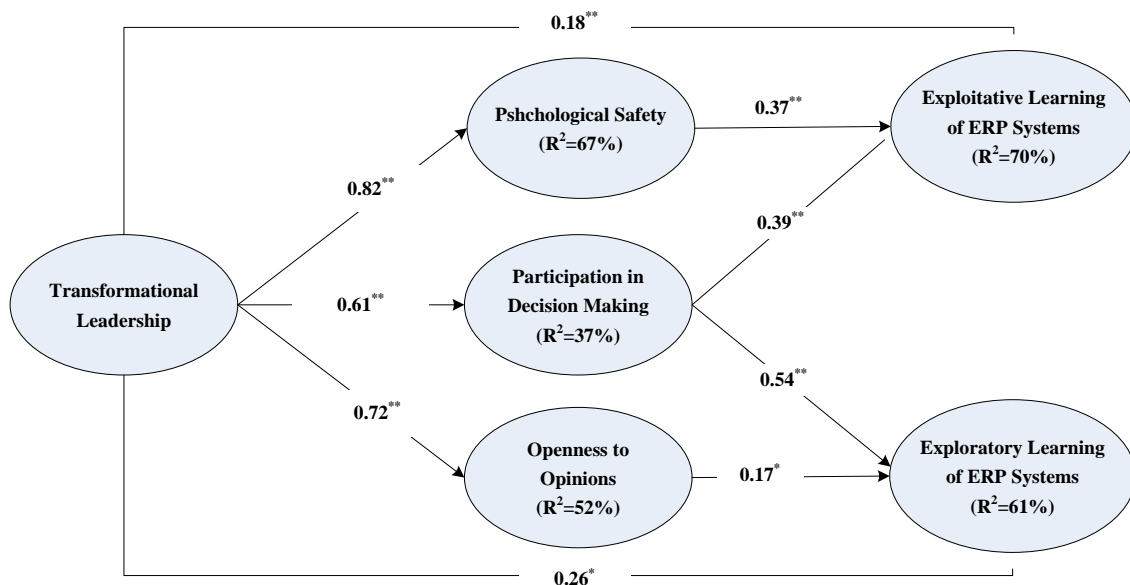 0.18**
Pshchological Safety
(R²=67%)
0.37**
Exploitative Learning
of ERP Systems
(R²=70%)
0.82**
0.39**
Transformational
Leadership
0.61**
Participation in
Decision Making
(R²=37%)
0.54**
0.72**
Openness to
Opinions
(R²=52%)
0.17*
Exploratory Learning
of ERP Systems
(R²=61%)
0.26*